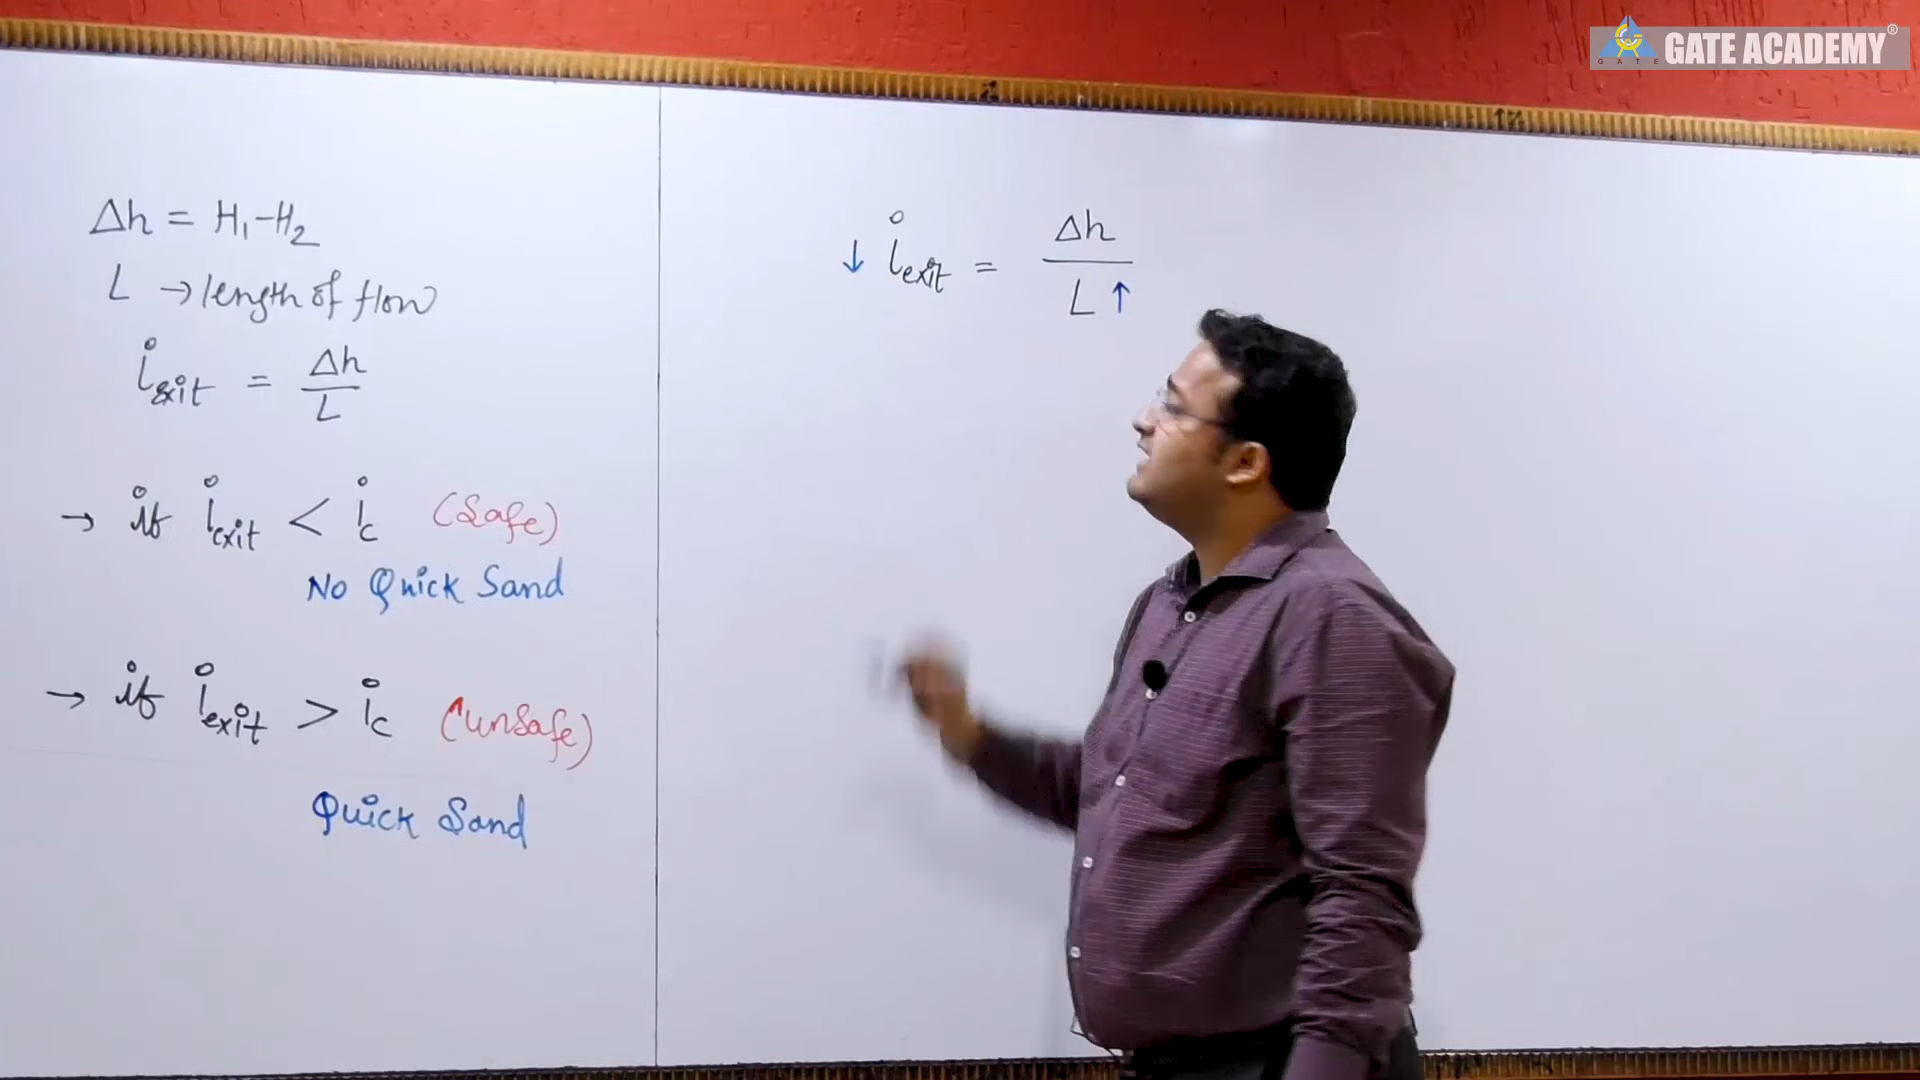 GATE ACADEMY®
GATE
Δh = H₁-H₂
L → length of flow
i_exit = Δh / L
→ if i_exit < i_c (Safe)
No Quick Sand
→ if i_exit > i_c (unsafe)
Quick Sand
↓ i_exit = Δh / L ↑